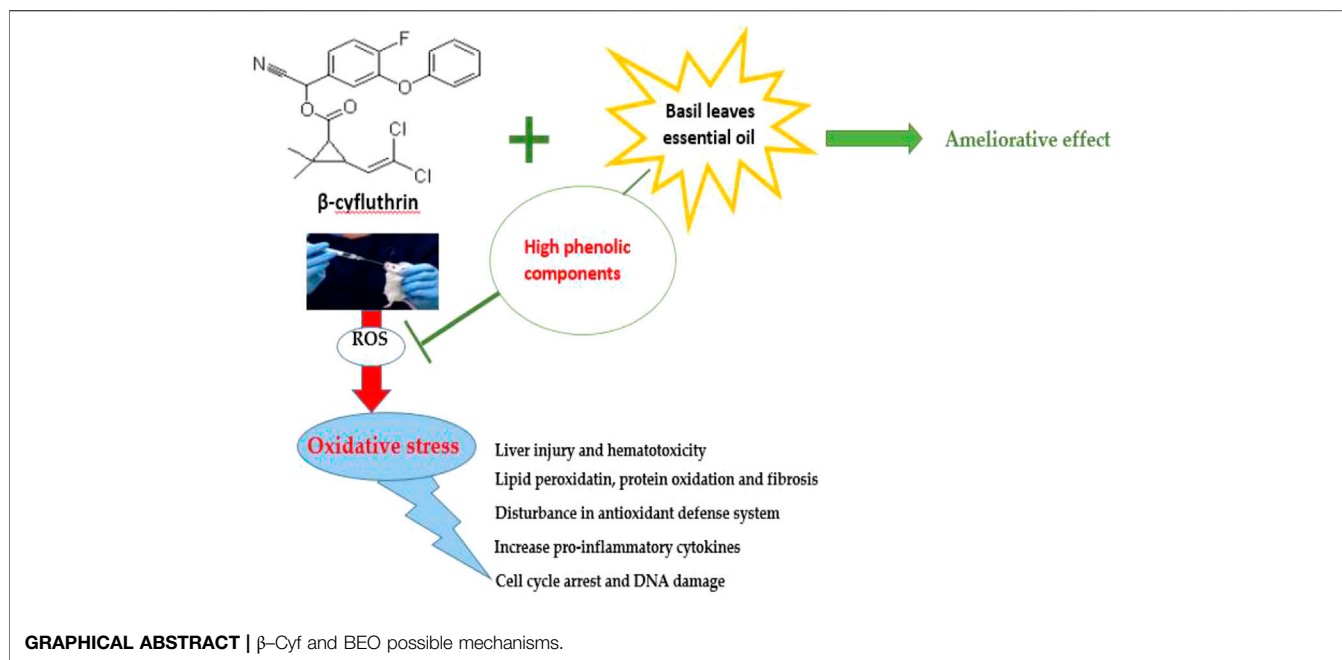 N
F
O
O
O
Cl
Cl
β-cyfluthrin
+
Basil leaves
essential oil
Ameliorative effect
High phenolic
components
ROS
Oxidative stress
Liver injury and hematotoxicity
Lipid peroxidatin, protein oxidation and fibrosis
Disturbance in antioxidant defense system
Increase pro-inflammatory cytokines
Cell cycle arrest and DNA damage
GRAPHICAL ABSTRACT | β–Cyf and BEO possible mechanisms.